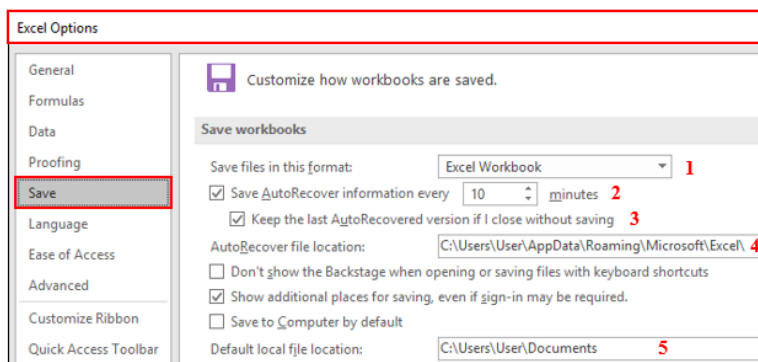 Excel Options
General
Formulas
Data
Proofing
Save
Language
Ease of Access
Advanced
Customize Ribbon
Quick Access Toolbar
Customize how workbooks are saved.
Save workbooks
Save files in this format: Excel Workbook 1
Save AutoRecover information every 10 minutes 2
Keep the last AutoRecovered version if I close without saving 3
AutoRecover file location: C:\Users\User\AppData\Roaming\Microsoft\Excel\ 4
Don't show the Backstage when opening or saving files with keyboard shortcuts
Show additional places for saving, even if sign-in may be required.
Save to Computer by default
Default local file location: C:\Users\User\Documents 5